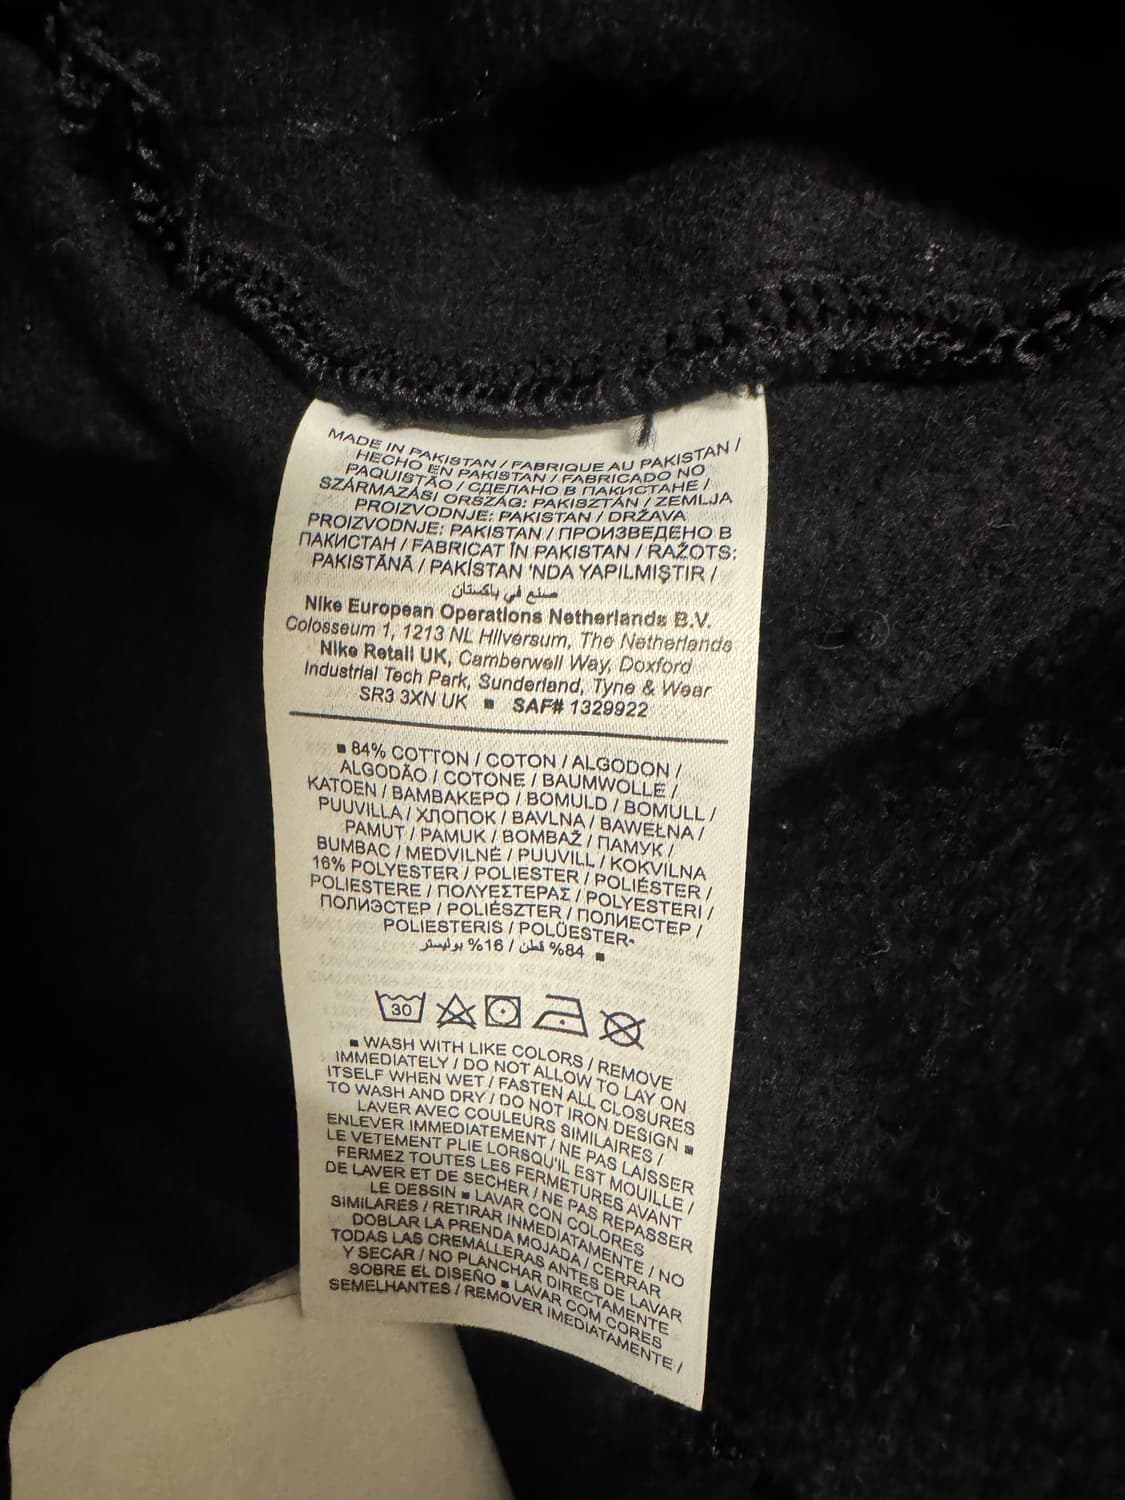 MADE IN PAKISTAN / FABRIQUE AU PAKISTAN /
HECHO EN PAKISTAN / FABRICADO NO
PAQUISTÃO / СДЕЛАНО В ПАКИСТАНЕ /
SZÁRMAZÁSI ORSZÁG: PAKISZTÁN / ZEMLJA
PROIZVODNJE: PAKISTAN / DRŽAVA
PROIZVODNJE: PAKISTAN / ПРОИЗВЕДЕНО В
ПАКИСТАН / FABRICAT ÎN PAKISTAN / RAŽOTS:
PAKISTĀNĀ / PAKİSTAN 'NDA YAPILMIŞTIR /
صنع في باكستان
Nike European Operations Netherlands B.V.
Colosseum 1, 1213 NL Hilversum, The Netherlands
Nike Retail UK, Camberwell Way, Doxford
Industrial Tech Park, Sunderland, Tyne & Wear
SR3 3XN UK ■ SAF# 1329922
■ 84% COTTON / COTON / ALGODON /
ALGODÃO / COTONE / BAUMWOLLE /
KATOEN / ΒΑΜΒΑΚΕΡΟ / BOMULD / BOMULL /
PUUVILLA / ХЛОПОК / BAVLNA / BAWEŁNA /
PAMUT / PAMUK / BOMBAŽ / ПАМУК /
BUMBAC / MEDVILNĖ / PUUVILL / KOKVILNA
16% POLYESTER / POLIESTER / POLIÉSTER /
POLIESTERE / ΠΟΛΥΕΣΤΕΡΑΣ / POLYESTERI /
ПОЛИЭСТЕР / POLIÉSZTER / ПОЛИЕСТЕР /
POLIESTERIS / POLÜESTER
84% قطن / 16% بوليستر ■
30
■ WASH WITH LIKE COLORS / REMOVE
IMMEDIATELY / DO NOT ALLOW TO LAY ON
ITSELF WHEN WET / FASTEN ALL CLOSURES
TO WASH AND DRY / DO NOT IRON DESIGN ■
LAVER AVEC COULEURS SIMILAIRES /
ENLEVER IMMEDIATEMENT / NE PAS LAISSER
LE VETEMENT PLIE LORSQU'IL EST MOUILLE /
FERMEZ TOUTES LES FERMETURES AVANT
DE LAVER ET DE SECHER / NE PAS REPASSER
LE DESSIN ■ LAVAR CON COLORES
SIMILARES / RETIRAR INMEDIATAMENTE / NO
DOBLAR LA PRENDA MOJADA / CERRAR
TODAS LAS CREMALLERAS ANTES DE LAVAR
Y SECAR / NO PLANCHAR DIRECTAMENTE
SOBRE EL DISEÑO ■ LAVAR COM CORES
SEMELHANTES / REMOVER IMEDIATAMENTE /